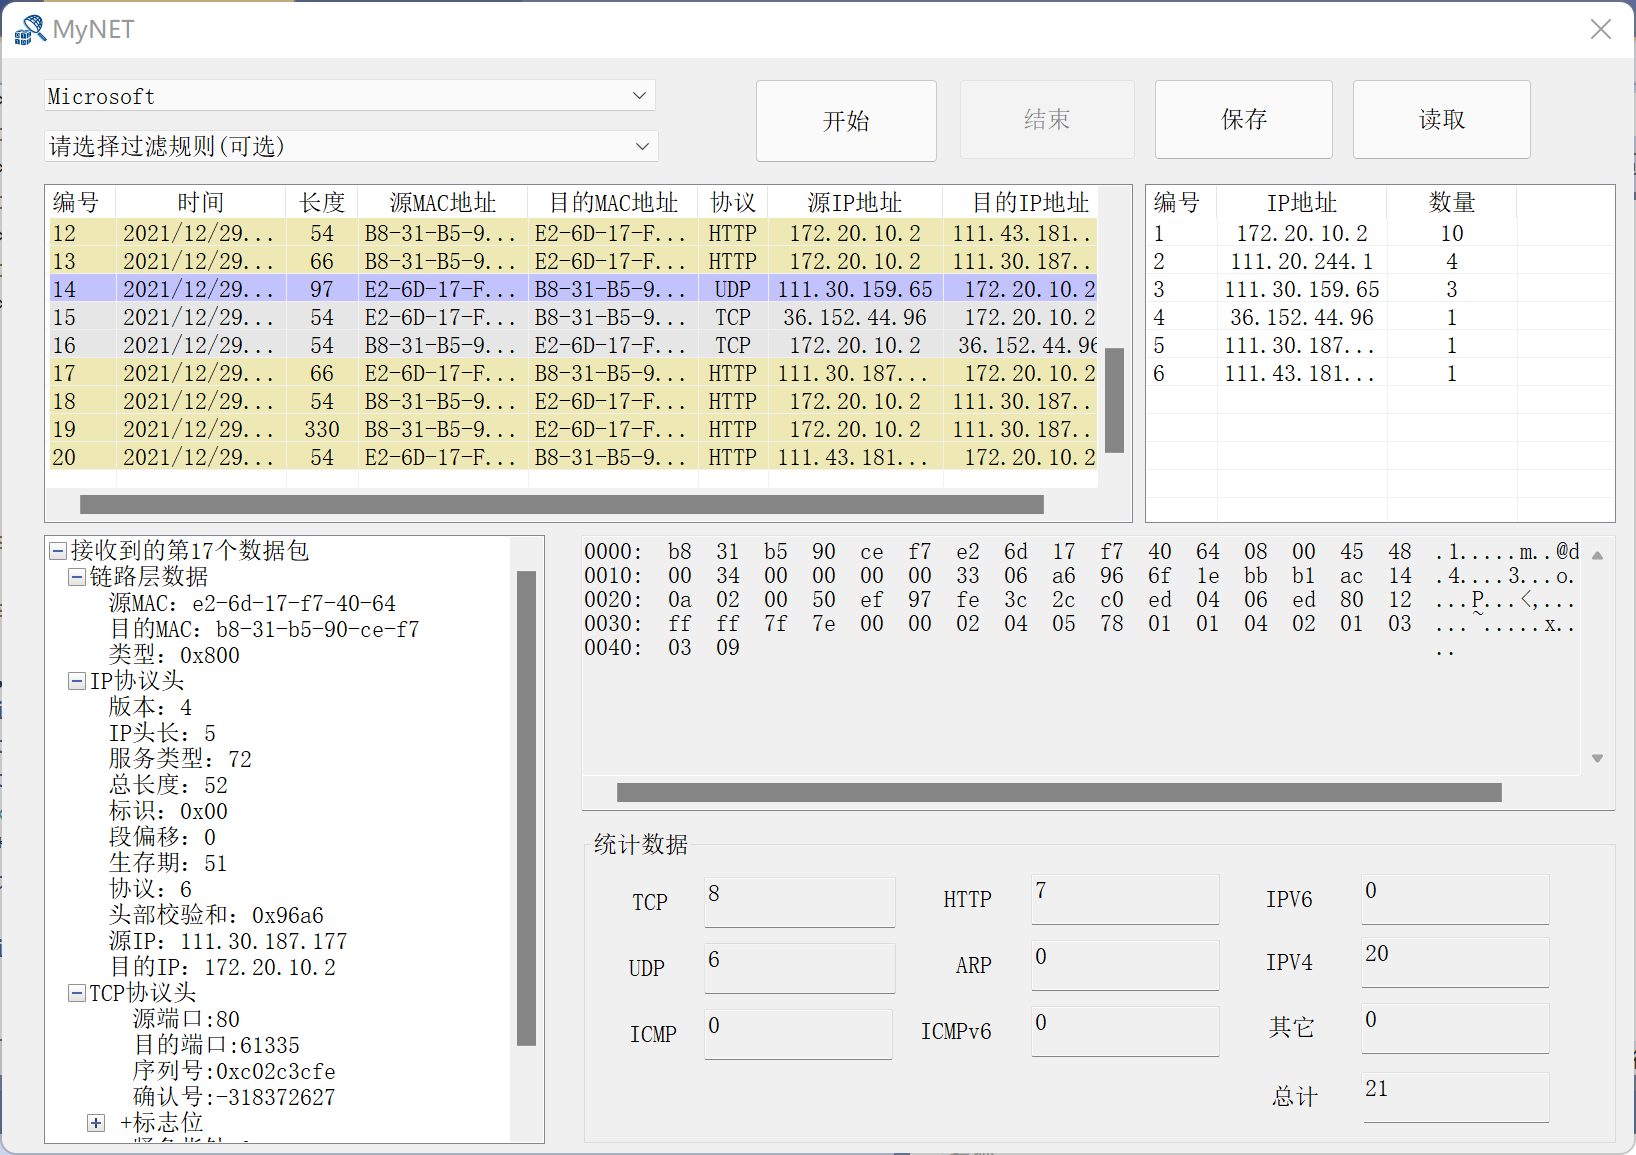 MyNET
Microsoft
请选择过滤规则(可选)
开始
结束
保存
读取
编号 时间 长度 源MAC地址 目的MAC地址 协议 源IP地址 目的IP地址
12 2021/12/29... 54 B8-31-B5-9... E2-6D-17-F... HTTP 172.20.10.2 111.43.181..
13 2021/12/29... 66 B8-31-B5-9... E2-6D-17-F... HTTP 172.20.10.2 111.30.187..
14 2021/12/29... 97 E2-6D-17-F... B8-31-B5-9... UDP 111.30.159.65 172.20.10.2
15 2021/12/29... 54 E2-6D-17-F... B8-31-B5-9... TCP 36.152.44.96 172.20.10.2
16 2021/12/29... 54 B8-31-B5-9... E2-6D-17-F... TCP 172.20.10.2 36.152.44.96
17 2021/12/29... 66 E2-6D-17-F... B8-31-B5-9... HTTP 111.30.187... 172.20.10.2
18 2021/12/29... 54 B8-31-B5-9... E2-6D-17-F... HTTP 172.20.10.2 111.30.187..
19 2021/12/29... 330 B8-31-B5-9... E2-6D-17-F... HTTP 172.20.10.2 111.30.187..
20 2021/12/29... 54 E2-6D-17-F... B8-31-B5-9... HTTP 111.43.181... 172.20.10.2
编号 IP地址 数量
1 172.20.10.2 10
2 111.20.244.1 4
3 111.30.159.65 3
4 36.152.44.96 1
5 111.30.187... 1
6 111.43.181... 1
接收到的第17个数据包
链路层数据
源MAC: e2-6d-17-f7-40-64
目的MAC: b8-31-b5-90-ce-f7
类型: 0x800
IP协议头
版本: 4
IP头长: 5
服务类型: 72
总长度: 52
标识: 0x00
段偏移: 0
生存期: 51
协议: 6
头部校验和: 0x96a6
源IP: 111.30.187.177
目的IP: 172.20.10.2
TCP协议头
源端口:80
目的端口:61335
序列号:0xc02c3cfe
确认号:-318372627
+标志位
0000: b8 31 b5 90 ce f7 e2 6d 17 f7 40 64 08 00 45 48 .1.....m..@d
0010: 00 34 00 00 00 00 33 06 a6 96 6f 1e bb b1 ac 14 .4....3...o.
0020: 0a 02 00 50 ef 97 fe 3c 2c c0 ed 04 06 ed 80 12 ...P...<,...
0030: ff ff 7f 7e 00 00 02 04 05 78 01 01 04 02 01 03 ...~.....x..
0040: 03 09 ..
统计数据
TCP 8 HTTP 7 IPV6 0
UDP 6 ARP 0 IPV4 20
ICMP 0 ICMPv6 0 其它 0
总计 21